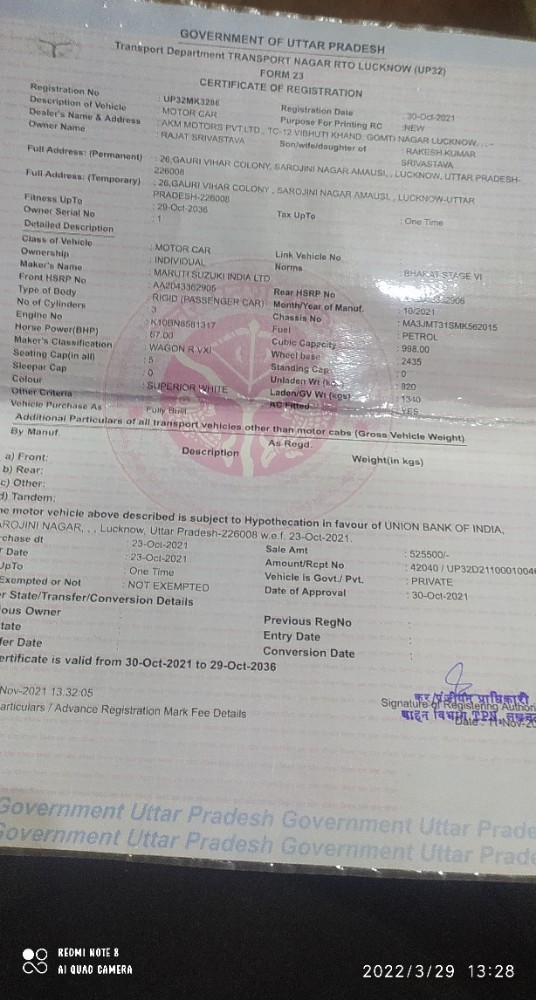 GOVERNMENT OF UTTAR PRADESH
Transport Department TRANSPORT NAGAR RTO LUCKNOW (UP32)
FORM 23
CERTIFICATE OF REGISTRATION
Registration No : UP32MK3286 Registration Date : 30-Oct-2021
Description of Vehicle : MOTOR CAR Purpose For Printing RC : NEW
Dealer's Name & Address : AKM MOTORS PVT.LTD., TC-12 VIBHUTI KHAND, GOMTI NAGAR LUCKNOW, , -
Owner Name : RAJAT SRIVASTAVA Son/wife/daughter of : RAKESH KUMAR SRIVASTAVA
Full Address: (Permanent) : 26,GAURI VIHAR COLONY, SAROJINI NAGAR AMAUSI, , LUCKNOW, UTTAR PRADESH-
226008
Full Address: (Temporary) : 26,GAURI VIHAR COLONY , SAROJINI NAGAR AMAUSI, , LUCKNOW-UTTAR
PRADESH-226008
Fitness UpTo : 29-Oct-2036 Tax UpTo : One Time
Owner Serial No : 1
Detailed Description
Class of Vehicle : MOTOR CAR Link Vehicle No
Ownership : INDIVIDUAL Norms : BHARAT STAGE VI
Maker's Name : MARUTI SUZUKI INDIA LTD
Front HSRP No : AA2043362905 Rear HSRP No
Type of Body : RIGID (PASSENGER CAR) Month/Year of Manuf. : 10/2021
No of Cylinders : 3 Chassis No : MA3JMT31SMK562015
Engine No : K10BN8581317 Fuel : PETROL
Horse Power(BHP) : 67.00 Cubic Capacity : 998.00
Maker's Classification : WAGON R VXI Wheel base : 2435
Seating Cap(in all) : 5 Standing Cap : 0
Sleepar Cap : 0 Unladen Wt (kgs) : 820
Colour : SUPERIOR WHITE Laden/GV Wt (kgs) : 1340
Other Criteria AC Fitted : YES
Vehicle Purchase As : Fully Built
Additional Particulars of all transport vehicles other than motor cabs (Gross Vehicle Weight)
By Manuf. As Regd.
Description Weight(in kgs)
a) Front:
b) Rear:
c) Other:
d) Tandem:
he motor vehicle above described is subject to Hypothecation in favour of UNION BANK OF INDIA,
AROJINI NAGAR, , , Lucknow, Uttar Pradesh-226008 w.e.f. 23-Oct-2021.
rchase dt : 23-Oct-2021 Sale Amt : 525500/-
r Date : 23-Oct-2021 Amount/Rcpt No : 42040 / UP32D2110001004
UpTo : One Time Vehicle is Govt./ Pvt. : PRIVATE
Exempted or Not : NOT EXEMPTED Date of Approval : 30-Oct-2021
r State/Transfer/Conversion Details
ious Owner : Previous RegNo :
tate : Entry Date :
fer Date : Conversion Date :
ertificate is valid from 30-Oct-2021 to 29-Oct-2036
Nov-2021 13.32:05
articulars / Advance Registration Mark Fee Details
Signature of Registering Authori
Date : 11-Nov-20
Government Uttar Pradesh Government Uttar Prade
Government Uttar Pradesh Government Uttar Prade
REDMI NOTE 8
AI QUAD CAMERA
2022/3/29 13:28